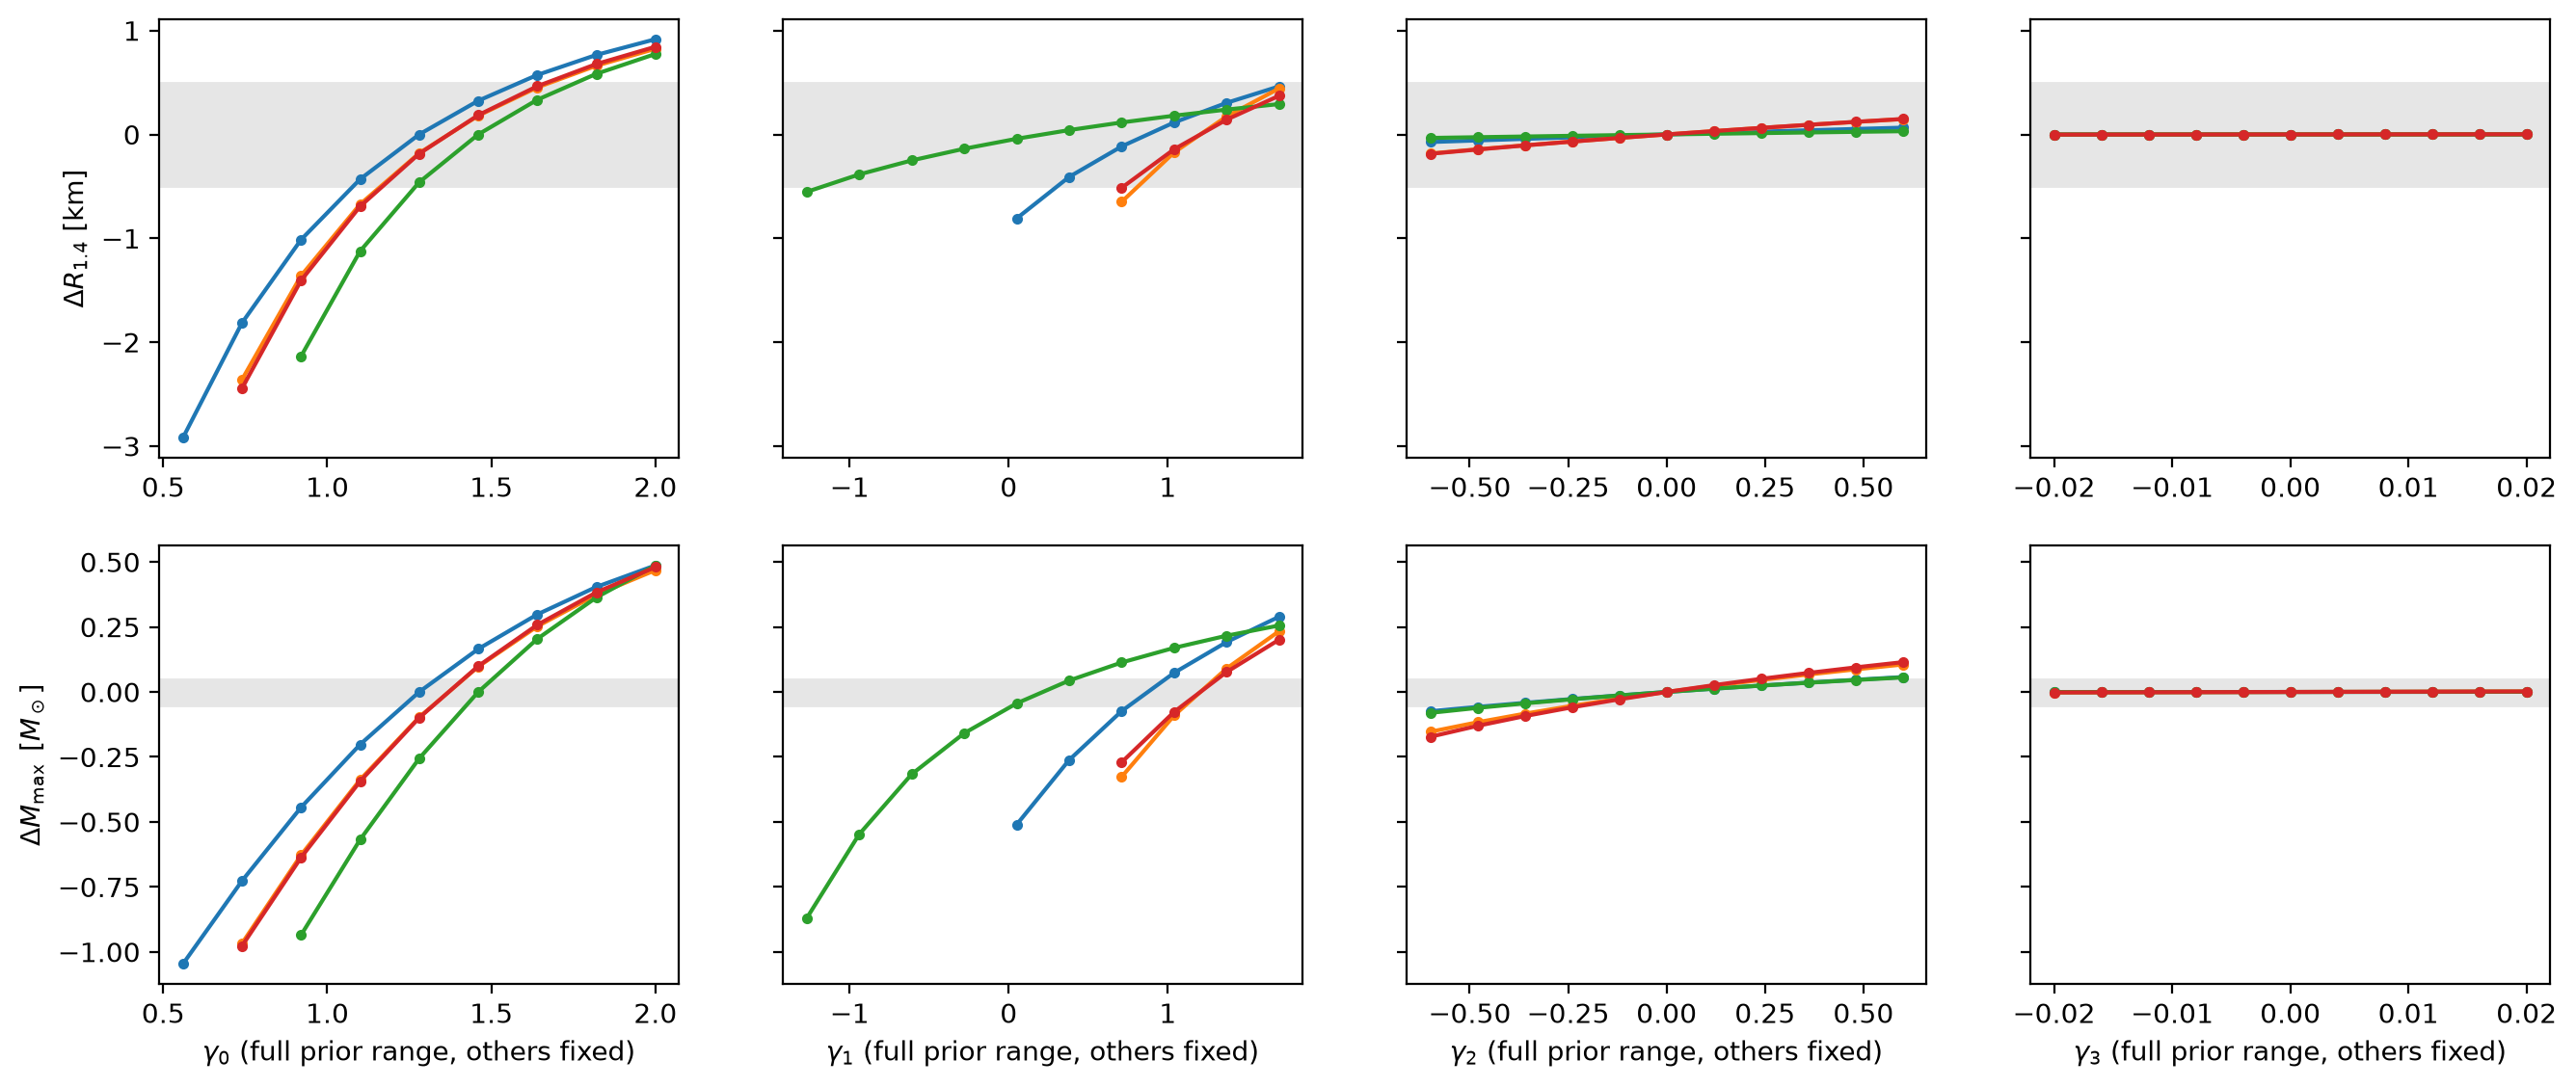 1
0
−1
−2
−3
ΔR₁.₄ [km]
0.5 1.0 1.5 2.0
−1 0 1
−0.50 −0.25 0.00 0.25 0.50
−0.02 −0.01 0.00 0.01 0.02
0.50
0.25
0.00
−0.25
−0.50
−0.75
−1.00
ΔM_max [M_⊙]
0.5 1.0 1.5 2.0
−1 0 1
−0.50 −0.25 0.00 0.25 0.50
−0.02 −0.01 0.00 0.01 0.02
γ₀ (full prior range, others fixed)
γ₁ (full prior range, others fixed)
γ₂ (full prior range, others fixed)
γ₃ (full prior range, others fixed)